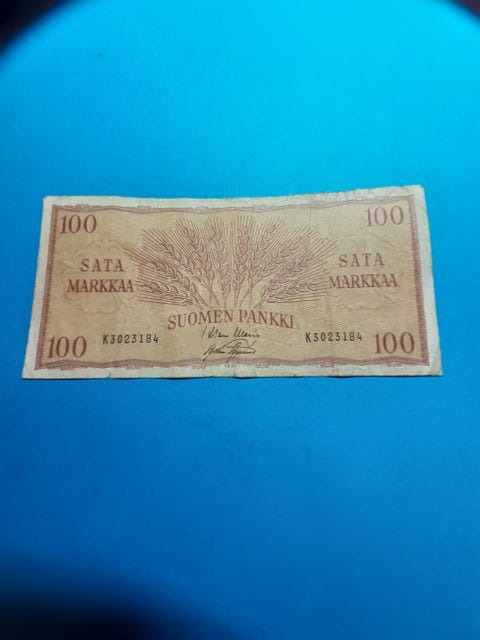 100 100
SATA SATA
MARKKAA MARKKAA
SUOMEN PANKKI
K3023184 K3023184
100 100